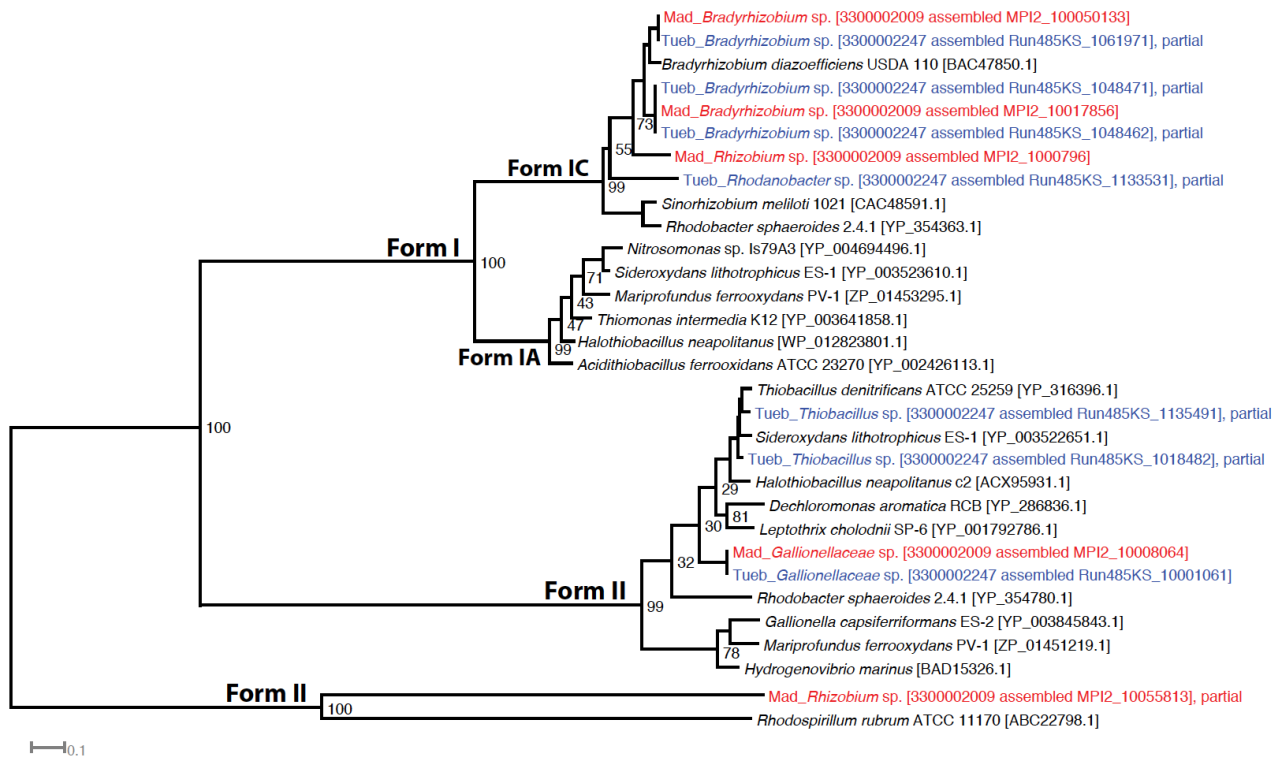 Mad_Bradyrhizobium sp. [3300002009 assembled MPI2_100050133]
Tueb_Bradyrhizobium sp. [3300002247 assembled Run485KS_1061971], partial
Bradyrhizobium diazoefficiens USDA 110 [BAC47850.1]
Tueb_Bradyrhizobium sp. [3300002247 assembled Run485KS_1048471], partial
Mad_Bradyrhizobium sp. [3300002009 assembled MPI2_10017856]
73
Tueb_Bradyrhizobium sp. [3300002247 assembled Run485KS_1048462], partial
55
Mad_Rhizobium sp. [3300002009 assembled MPI2_1000796]
Form IC
99
Tueb_Rhodanobacter sp. [3300002247 assembled Run485KS_1133531], partial
Sinorhizobium meliloti 1021 [CAC48591.1]
Rhodobacter sphaeroides 2.4.1 [YP_354363.1]
Form I
100
Nitrosomonas sp. Is79A3 [YP_004694496.1]
71
Sideroxydans lithotrophicus ES-1 [YP_003523610.1]
43
Mariprofundus ferrooxydans PV-1 [ZP_01453295.1]
47
Thiomonas intermedia K12 [YP_003641858.1]
Form IA
99
Halothiobacillus neapolitanus [WP_012823801.1]
Acidithiobacillus ferrooxidans ATCC 23270 [YP_002426113.1]
100
Thiobacillus denitrificans ATCC 25259 [YP_316396.1]
Tueb_Thiobacillus sp. [3300002247 assembled Run485KS_1135491], partial
Sideroxydans lithotrophicus ES-1 [YP_003522651.1]
Tueb_Thiobacillus sp. [3300002247 assembled Run485KS_1018482], partial
29
Halothiobacillus neapolitanus c2 [ACX95931.1]
30
81
Dechloromonas aromatica RCB [YP_286836.1]
Leptothrix cholodnii SP-6 [YP_001792786.1]
32
Mad_Gallionellaceae sp. [3300002009 assembled MPI2_10008064]
Tueb_Gallionellaceae sp. [3300002247 assembled Run485KS_10001061]
Form II
99
Rhodobacter sphaeroides 2.4.1 [YP_354780.1]
Gallionella capsiferriformans ES-2 [YP_003845843.1]
78
Mariprofundus ferrooxydans PV-1 [ZP_01451219.1]
Hydrogenovibrio marinus [BAD15326.1]
Form II
100
Mad_Rhizobium sp. [3300002009 assembled MPI2_10055813], partial
Rhodospirillum rubrum ATCC 11170 [ABC22798.1]
0.1